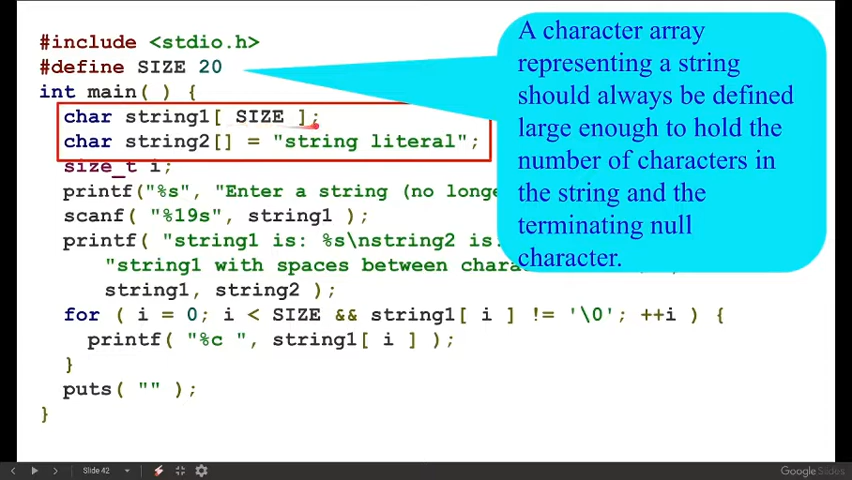 #include <stdio.h>
#define SIZE 20
int main( ) {
char string1[ SIZE ];
char string2[] = "string literal";
size_t i;
printf("%s", "Enter a string (no longe
scanf( "%19s", string1 );
printf( "string1 is: %s\nstring2 is:
"string1 with spaces between chara
string1, string2 );
for ( i = 0; i < SIZE && string1[ i ] != '\0'; ++i ) {
printf( "%c ", string1[ i ] );
}
puts( "" );
}
A character array
representing a string
should always be defined
large enough to hold the
number of characters in
the string and the
terminating null
character.
Slide 42
Google Slides